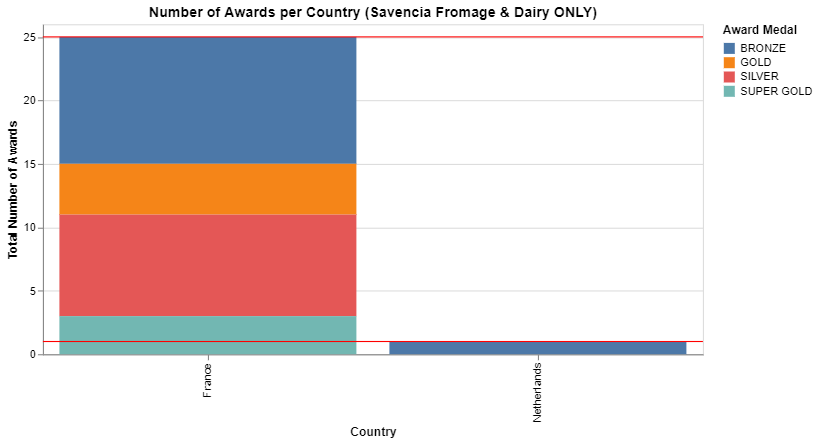 Number of Awards per Country (Savencia Fromage & Dairy ONLY)
Award Medal
BRONZE
GOLD
SILVER
SUPER GOLD
Total Number of Awards
25
20
15
10
5
0
France
Netherlands
Country